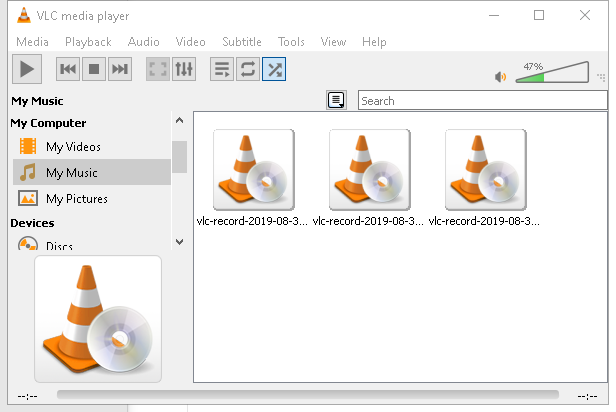 VLC media player
Media Playback Audio Video Subtitle Tools View Help
47%
My Music
Search
My Computer
My Videos
My Music
My Pictures
Devices
Discs
vlc-record-2019-08-3... vlc-record-2019-08-3... vlc-record-2019-08-3...
--:-- --:--